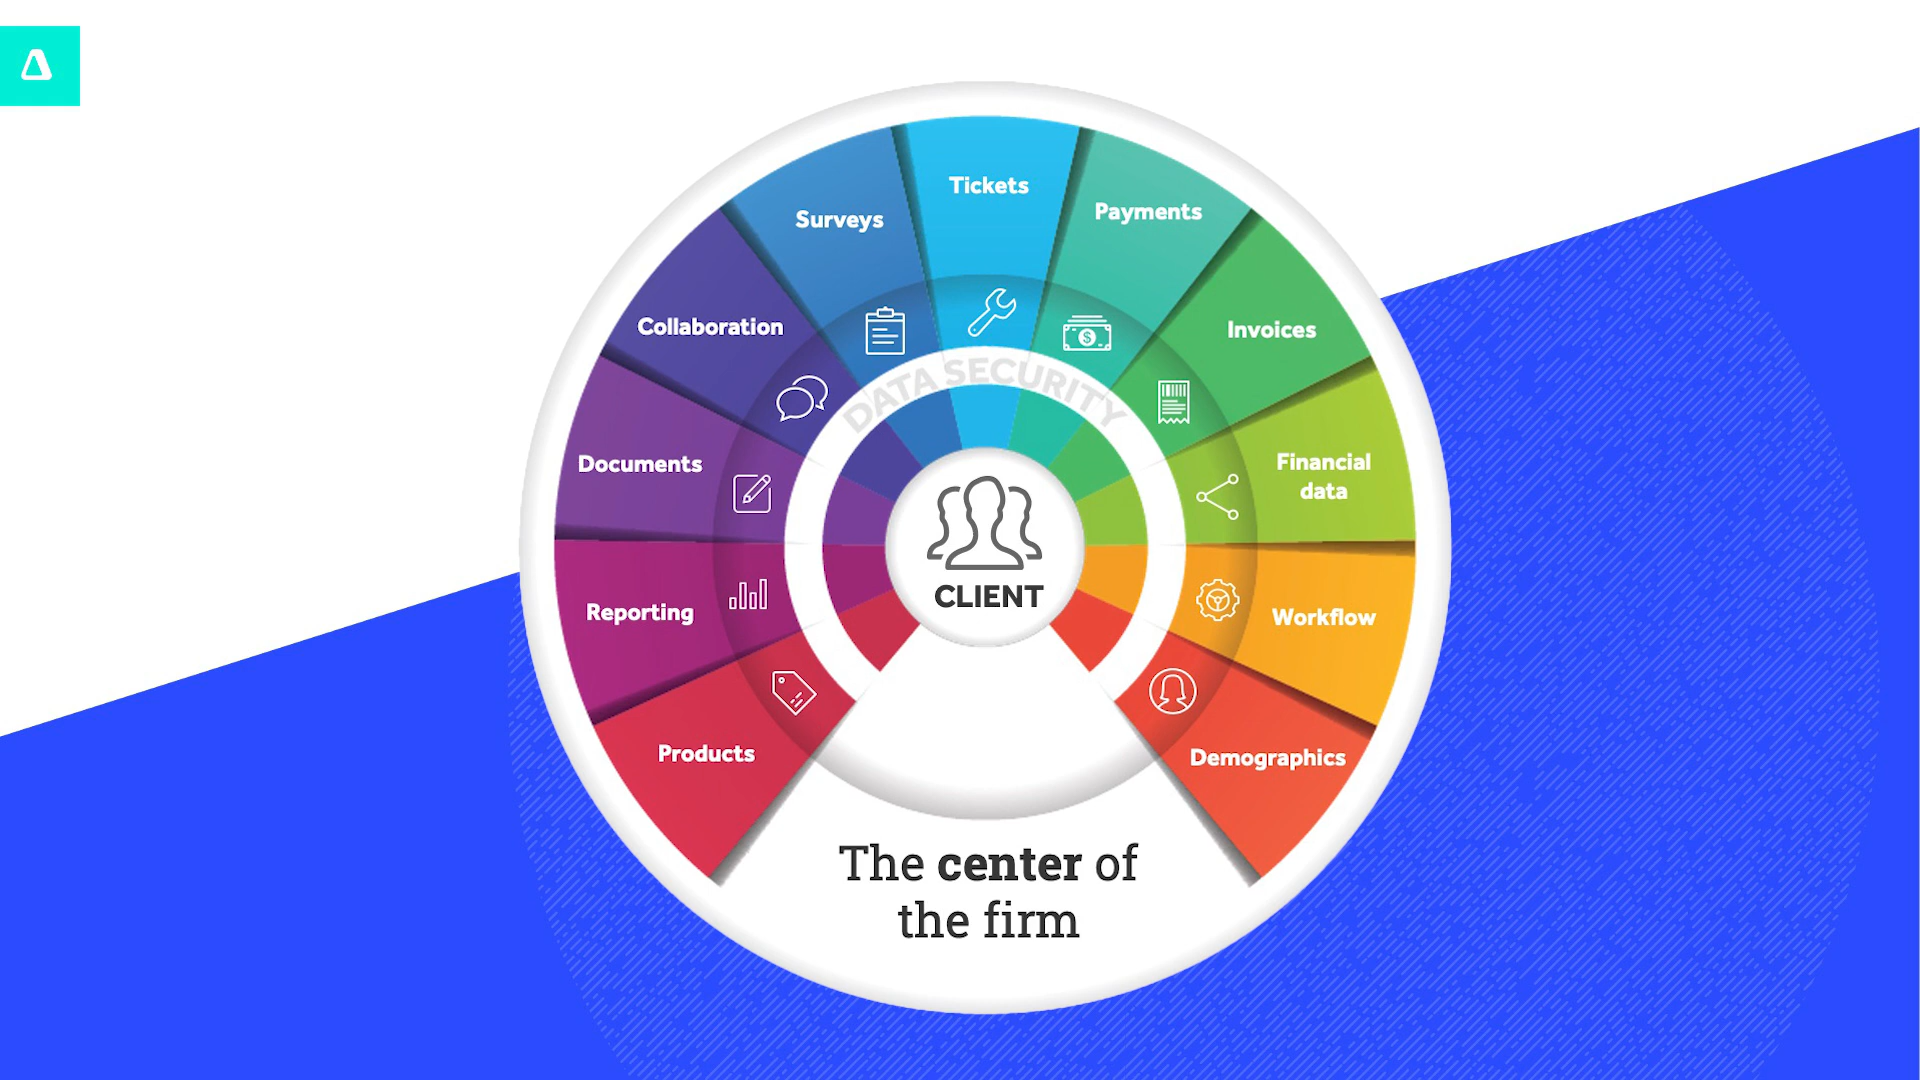 Tickets
Payments
Surveys
Collaboration
Invoices
DATA SECURITY
Documents
Financial
data
CLIENT
Reporting
Workflow
Products
Demographics
The center of
the firm